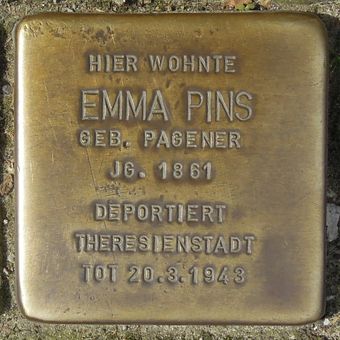 HIER WOHNTE
EMMA PINS
GEB. PAGENER
JG. 1861
DEPORTIERT
THERESIENSTADT
TOT 20.3.1943